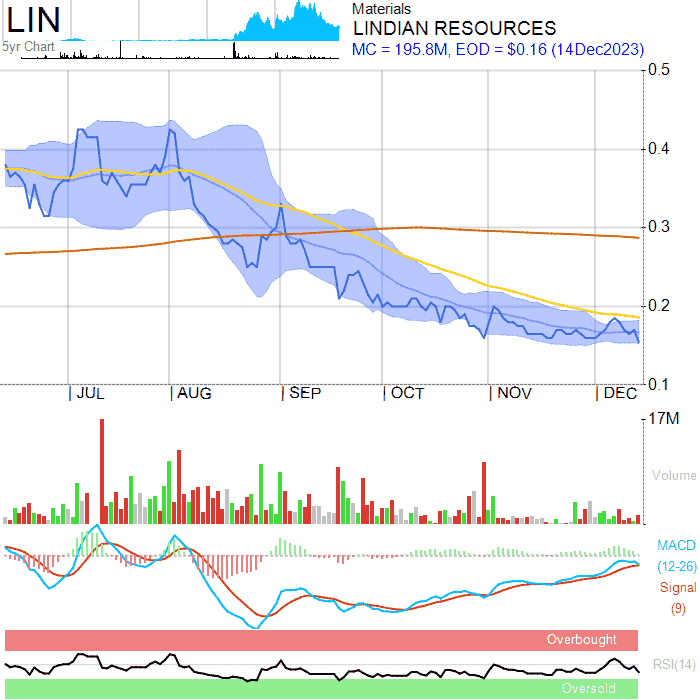 LIN
5yr Chart
Materials
LINDIAN RESOURCES
MC = 195.8M, EOD = $0.16 (14Dec2023)
0.5
0.4
0.3
0.2
0.1
JUL AUG SEP OCT NOV DEC
17M
Volume
MACD
(12-26)
Signal
(9)
Overbought
RSI(14)
Oversold